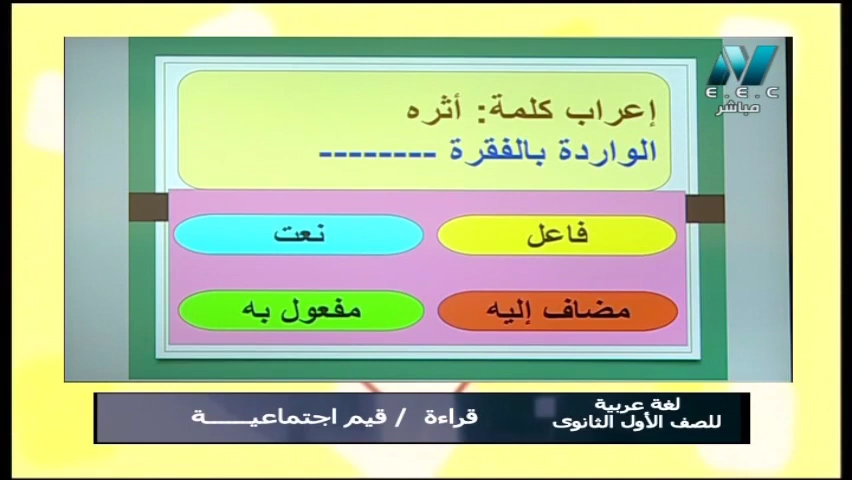 E.E.C
مباشر
إعراب كلمة: أثره
الواردة بالفقرة --------
فاعل
نعت
مضاف إليه
مفعول به
لغة عربية
للصف الأول الثانوى
قراءة / قيم اجتماعيــــــة